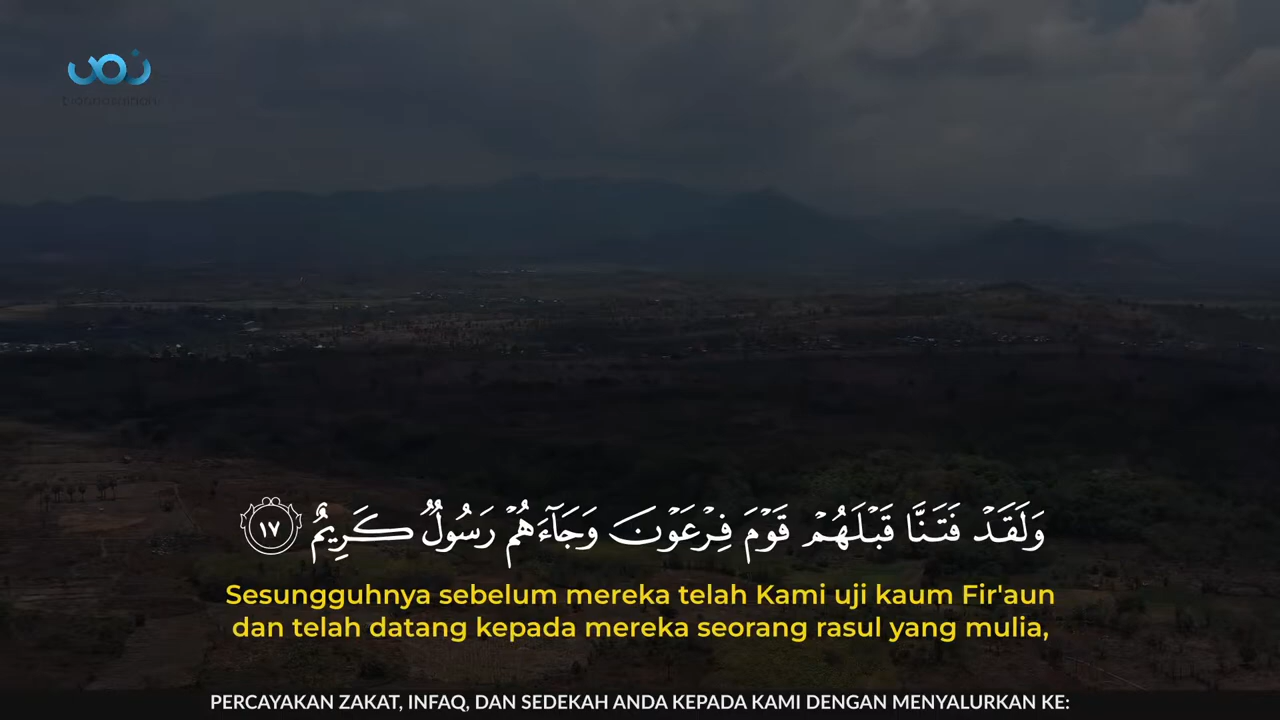 وَلَقَدْ فَتَنَّا قَبْلَهُمْ قَوْمَ فِرْعَوْنَ وَجَآءَهُمْ رَسُولٌ كَرِيمٌ ١٧
Sesungguhnya sebelum mereka telah Kami uji kaum Fir'aun
dan telah datang kepada mereka seorang rasul yang mulia,
PERCAYAKAN ZAKAT, INFAQ, DAN SEDEKAH ANDA KEPADA KAMI DENGAN MENYALURKAN KE: